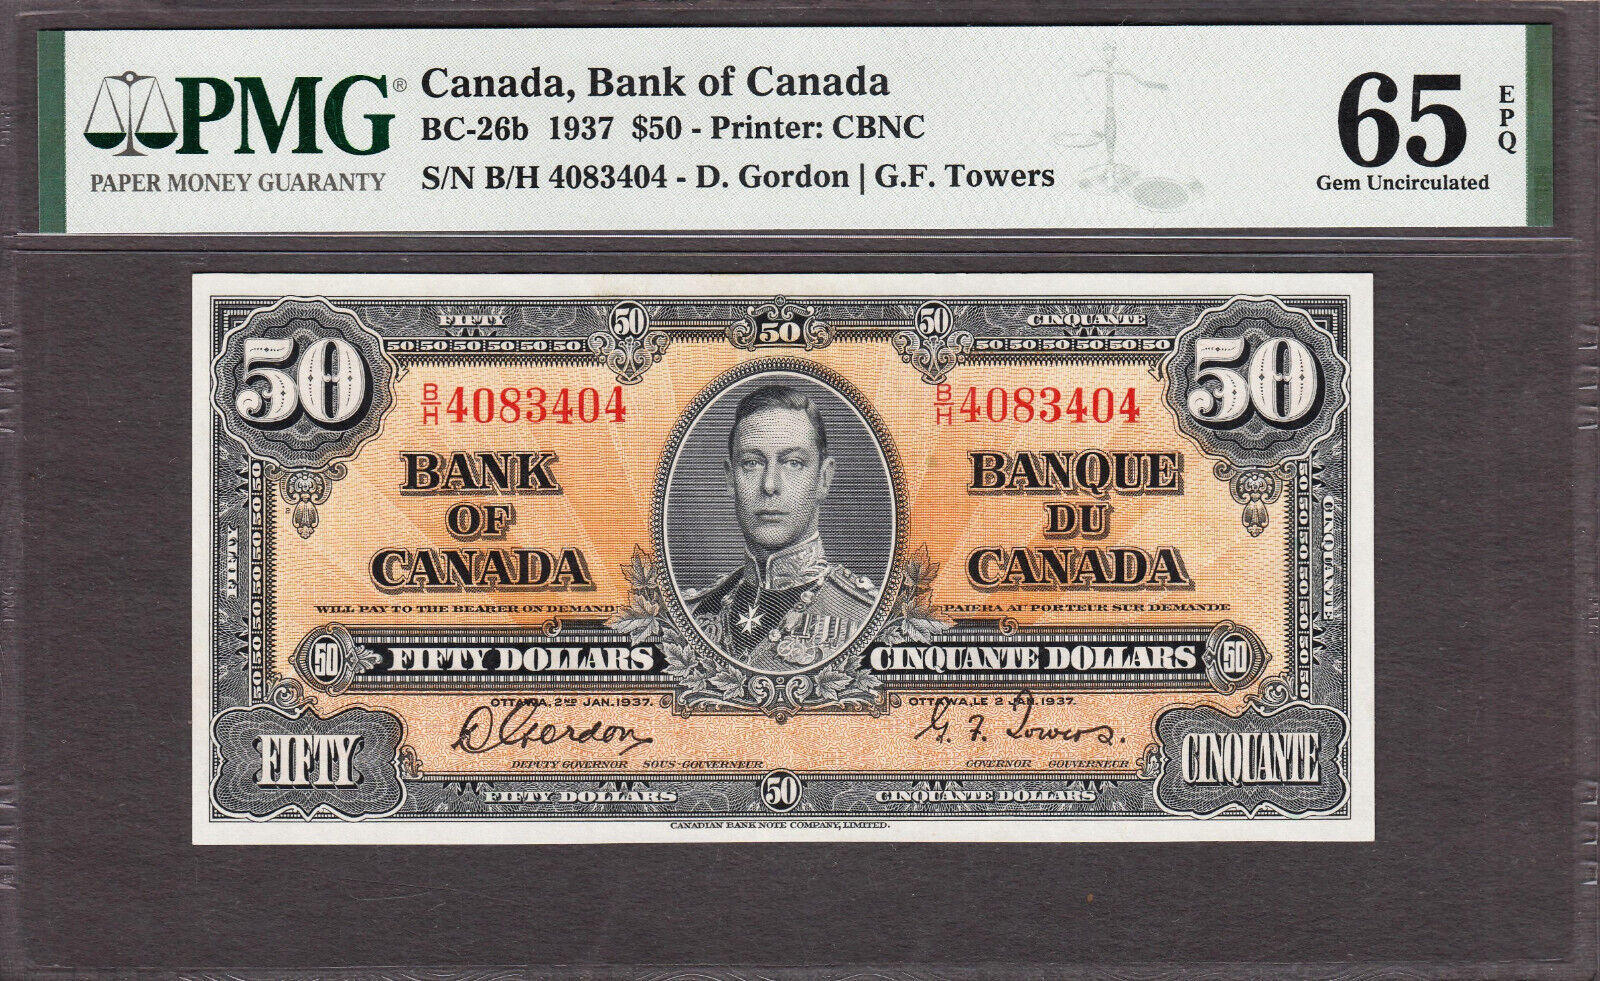 PMG®
PAPER MONEY GUARANTY
Canada, Bank of Canada
BC-26b 1937 $50 - Printer: CBNC
S/N B/H 4083404 - D. Gordon | G.F. Towers
65 EPQ
Gem Uncirculated
FIFTY 50 50 50 CINQUANTE
50 50 50 50 50 50 50 50 50 50 50 50
50 50
B/H 4083404 B/H 4083404
BANK OF CANADA
BANQUE DU CANADA
FIFTY
CINQUANTE
WILL PAY TO THE BEARER ON DEMAND
PAIERA AU PORTEUR SUR DEMANDE
50 FIFTY DOLLARS CINQUANTE DOLLARS 50
OTTAWA, 2ND JAN. 1937. OTTAWA, LE 2 JAN. 1937.
D Gordon G. F. Towers.
DEPUTY GOVERNOR SOUS-GOUVERNEUR GOVERNOR GOUVERNEUR
FIFTY CINQUANTE
FIFTY DOLLARS 50 CINQUANTE DOLLARS
CANADIAN BANK NOTE COMPANY, LIMITED.